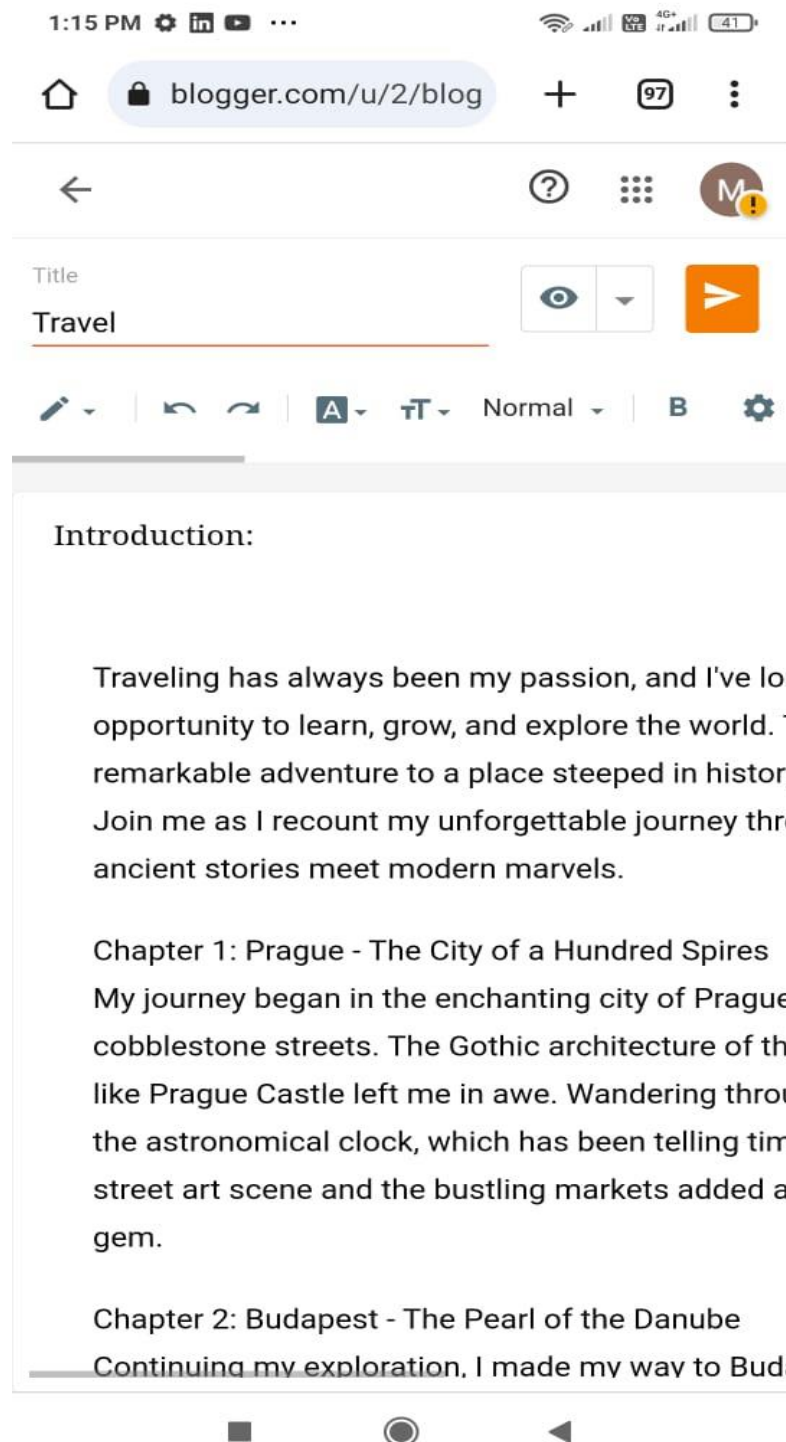 1:15 PM
Vo LTE 4G+ 41
blogger.com/u/2/blog
97
M
Title
Travel
A TT Normal B
Introduction:
Traveling has always been my passion, and I've lo
opportunity to learn, grow, and explore the world.
remarkable adventure to a place steeped in histor
Join me as I recount my unforgettable journey thr
ancient stories meet modern marvels.
Chapter 1: Prague - The City of a Hundred Spires
My journey began in the enchanting city of Prague
cobblestone streets. The Gothic architecture of th
like Prague Castle left me in awe. Wandering throu
the astronomical clock, which has been telling tim
street art scene and the bustling markets added a
gem.
Chapter 2: Budapest - The Pearl of the Danube
Continuing my exploration, I made my way to Bud